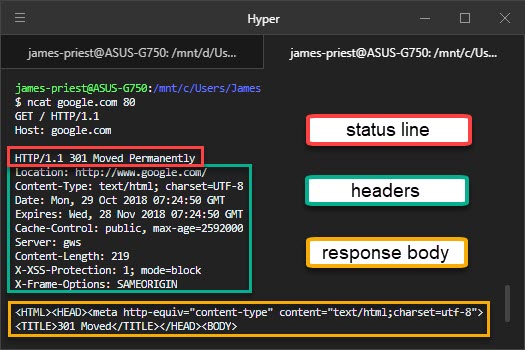 Hyper
james-priest@ASUS-G750: /mnt/d/Us...
james-priest@ASUS-G750: /mnt/c/Us...
james-priest@ASUS-G750:/mnt/c/Users/James
$ ncat google.com 80
GET / HTTP/1.1
Host: google.com
status line
HTTP/1.1 301 Moved Permanently
Location: http://www.google.com/
Content-Type: text/html; charset=UTF-8
headers
Date: Mon, 29 Oct 2018 07:24:50 GMT
Expires: Wed, 28 Nov 2018 07:24:50 GMT
Cache-Control: public, max-age=2592000
Server: gws
response body
Content-Length: 219
X-XSS-Protection: 1; mode=block
X-Frame-Options: SAMEORIGIN
<HTML><HEAD><meta http-equiv="content-type" content="text/html;charset=utf-8">
<TITLE>301 Moved</TITLE></HEAD><BODY>